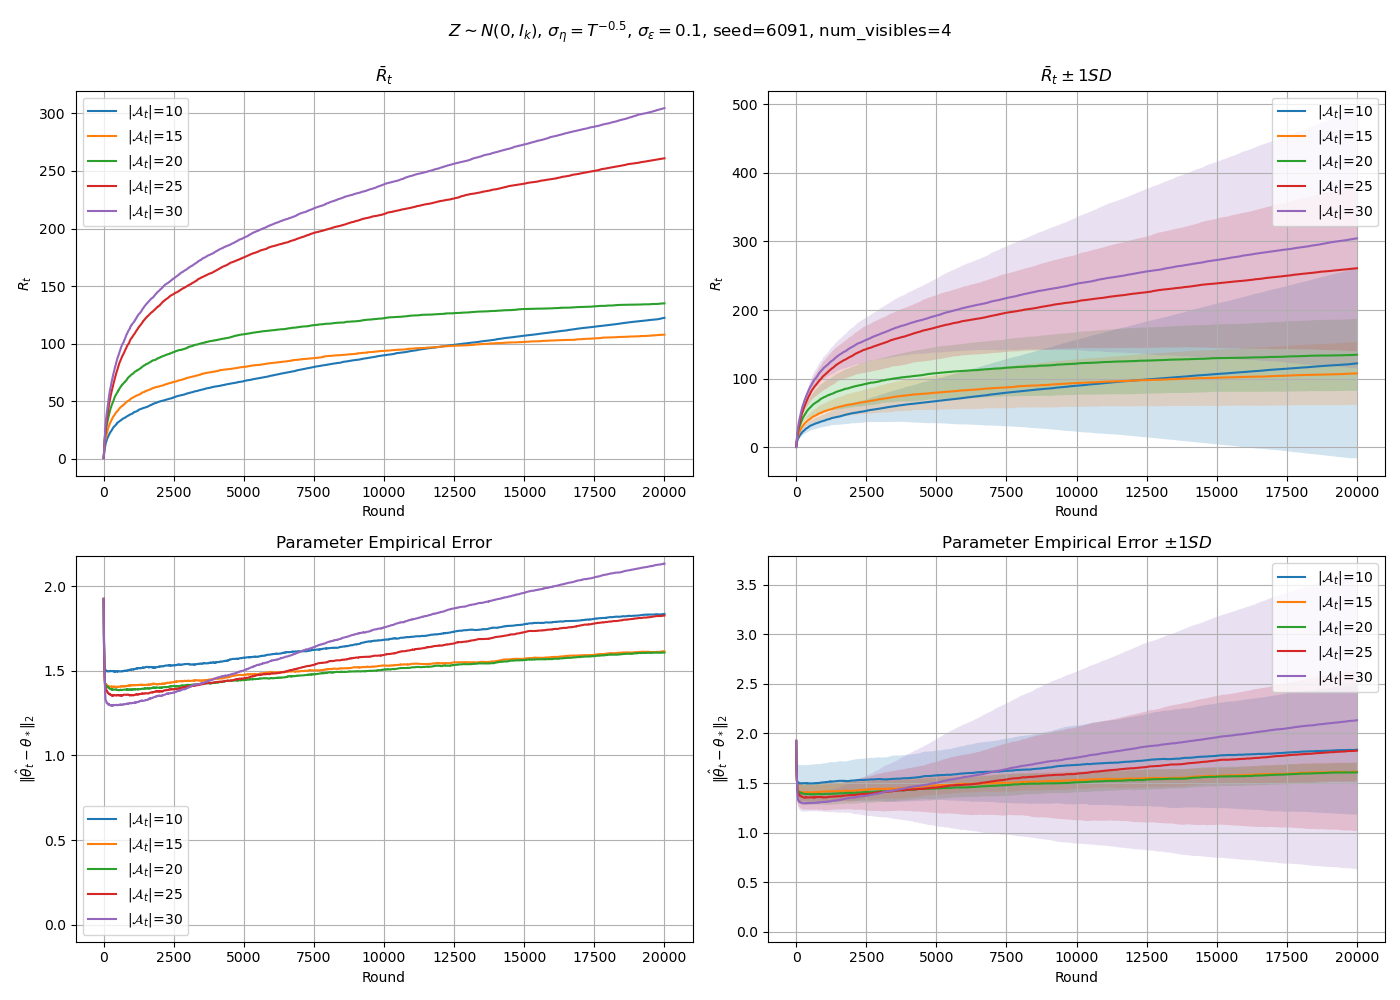 Z ~ N(0, I_k), σ_η = T^{-0.5}, σ_ε = 0.1, seed=6091, num_visibles=4
R̄_t
R_t
300
250
200
150
100
50
0
|𝒜_t|=10
|𝒜_t|=15
|𝒜_t|=20
|𝒜_t|=25
|𝒜_t|=30
0 2500 5000 7500 10000 12500 15000 17500 20000
Round
R̄_t ± 1SD
R_t
500
400
300
200
100
0
|𝒜_t|=10
|𝒜_t|=15
|𝒜_t|=20
|𝒜_t|=25
|𝒜_t|=30
0 2500 5000 7500 10000 12500 15000 17500 20000
Round
Parameter Empirical Error
‖θ̂_t − θ_*‖_2
2.0
1.5
1.0
0.5
0.0
|𝒜_t|=10
|𝒜_t|=15
|𝒜_t|=20
|𝒜_t|=25
|𝒜_t|=30
0 2500 5000 7500 10000 12500 15000 17500 20000
Round
Parameter Empirical Error ±1SD
‖θ̂_t − θ_*‖_2
3.5
3.0
2.5
2.0
1.5
1.0
0.5
0.0
|𝒜_t|=10
|𝒜_t|=15
|𝒜_t|=20
|𝒜_t|=25
|𝒜_t|=30
0 2500 5000 7500 10000 12500 15000 17500 20000
Round